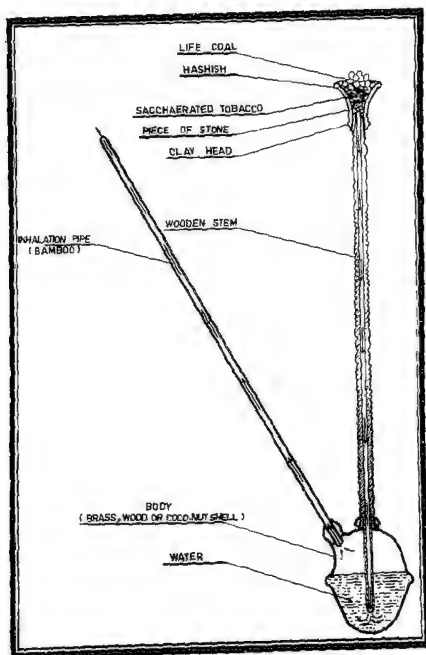 LIFE COAL
HASHISH
SACCHAERATED TOBACCO
PIECE OF STONE
CLAY HEAD
WOODEN STEM
INHALATION PIPE
(BAMBOO)
BODY
(BRASS, WOOD OR COCO-NUT SHELL)
WATER